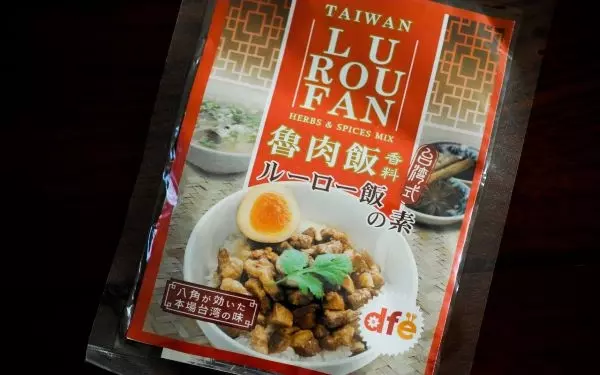 TAIWAN
LU
ROU
FAN
HERBS & SPICES MIX
魯肉飯
香料
台湾式
ルーロー飯
の素
八角が効いた
本場台湾の味
dfe